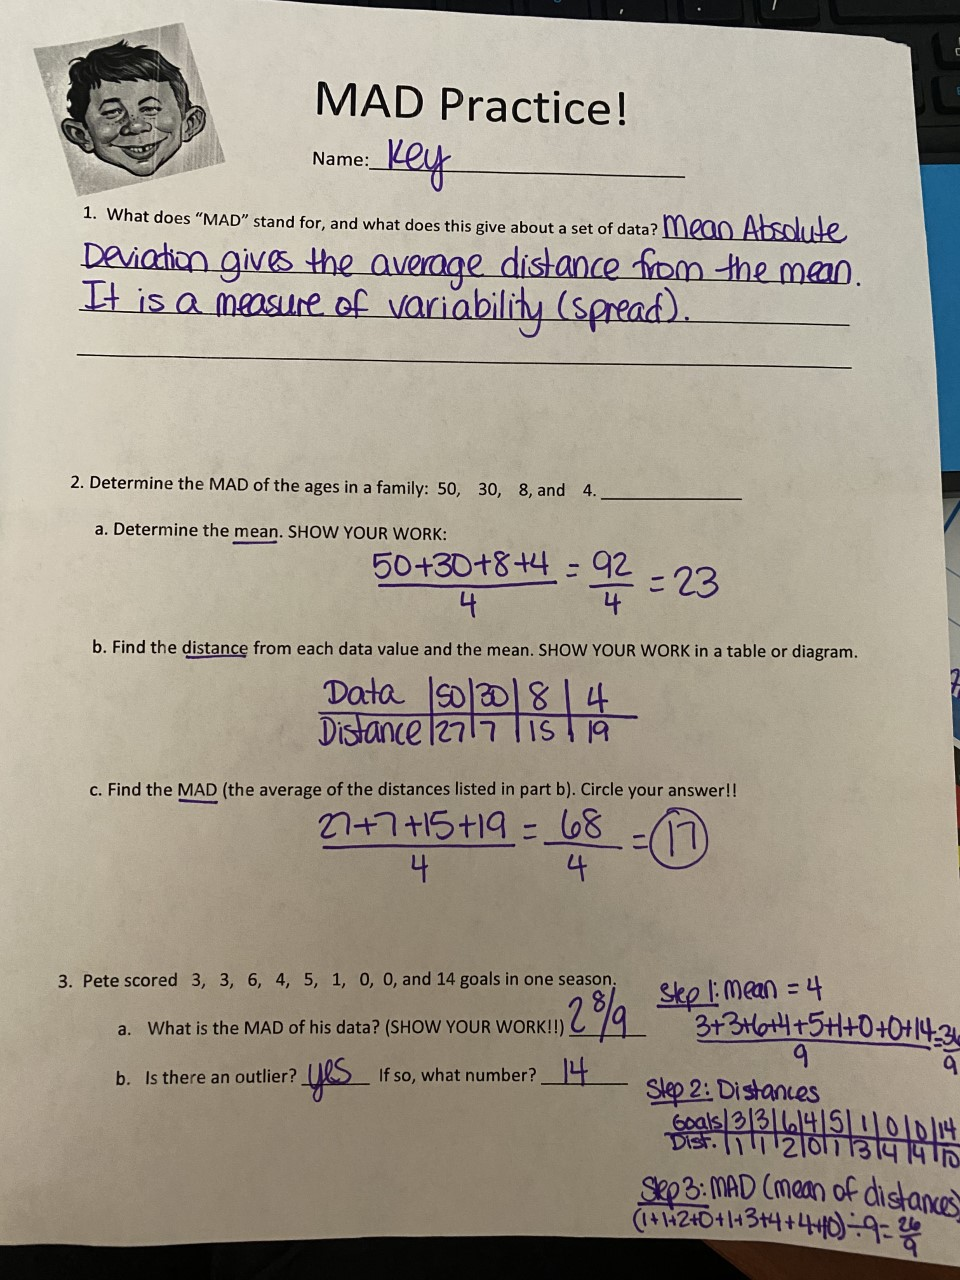 MAD Practice!
Name: Key
1. What does "MAD" stand for, and what does this give about a set of data? Mean Absolute
Deviation gives the average distance from the mean.
It is a measure of variability (spread).
2. Determine the MAD of the ages in a family: 50, 30, 8, and 4.
a. Determine the mean. SHOW YOUR WORK:
50+30+8+4 = 92 = 23
4 4
b. Find the distance from each data value and the mean. SHOW YOUR WORK in a table or diagram.
Data |50|30| 8 | 4
Distance |27|7 |15 | 19
c. Find the MAD (the average of the distances listed in part b). Circle your answer!!
27+7+15+19 = 68 = 17
4 4
3. Pete scored 3, 3, 6, 4, 5, 1, 0, 0, and 14 goals in one season.
a. What is the MAD of his data? (SHOW YOUR WORK!!) 2 8/9
b. Is there an outlier? yes If so, what number? 14
Step 1: Mean = 4
3+3+6+4+5+1+0+0+14=36
9 9
Step 2: Distances
Goals|3|3|6|4|5|1|0|0|14
Dist.|1|1|2|0|1|3|4|4|10
Step 3: MAD (mean of distances)
(1+1+2+0+1+3+4+4+10)÷9=26
9